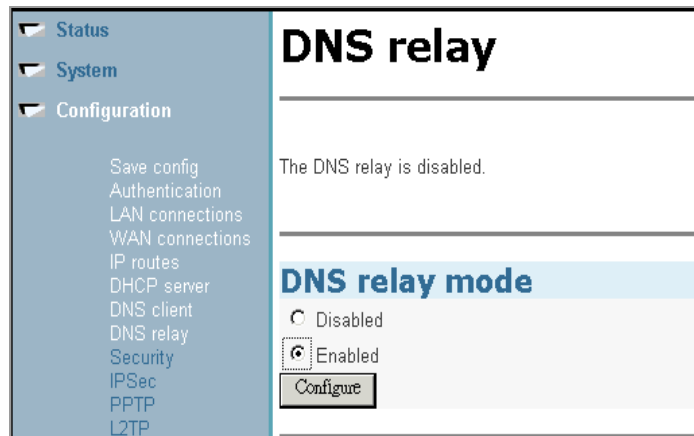 Status
System
Configuration
Save config
Authentication
LAN connections
WAN connections
IP routes
DHCP server
DNS client
DNS relay
Security
IPSec
PPTP
L2TP
DNS relay
The DNS relay is disabled.
DNS relay mode
Disabled
Enabled
Configure